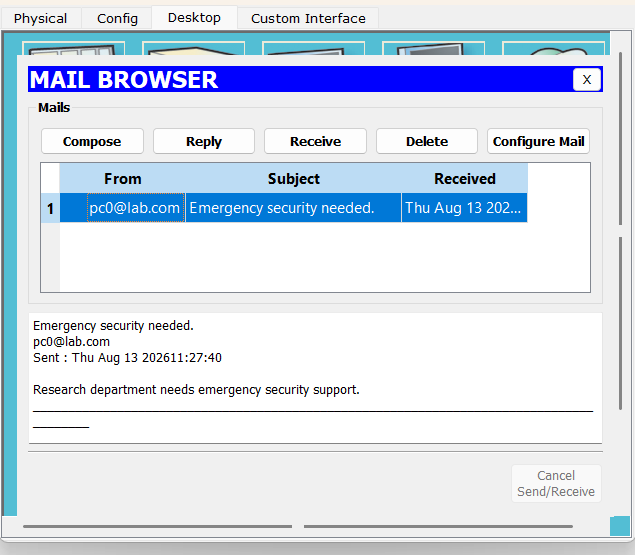 Physical Config Desktop Custom Interface
MAIL BROWSER X
Mails
Compose Reply Receive Delete Configure Mail
From Subject Received
1 pc0@lab.com Emergency security needed. Thu Aug 13 202...
Emergency security needed.
pc0@lab.com
Sent : Thu Aug 13 202611:27:40
Research department needs emergency security support.
Cancel
Send/Receive